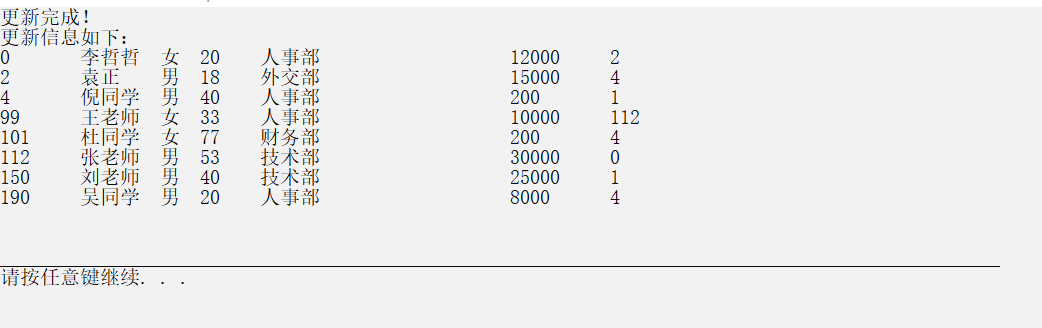 更新完成!
更新信息如下:
0 李哲哲 女 20 人事部 12000 2
2 袁正 男 18 外交部 15000 4
4 倪同学 男 40 人事部 200 1
99 王老师 女 33 人事部 10000 112
101 杜同学 女 77 财务部 200 4
112 张老师 男 53 技术部 30000 0
150 刘老师 男 40 技术部 25000 1
190 吴同学 男 20 人事部 8000 4
请按任意键继续. . .